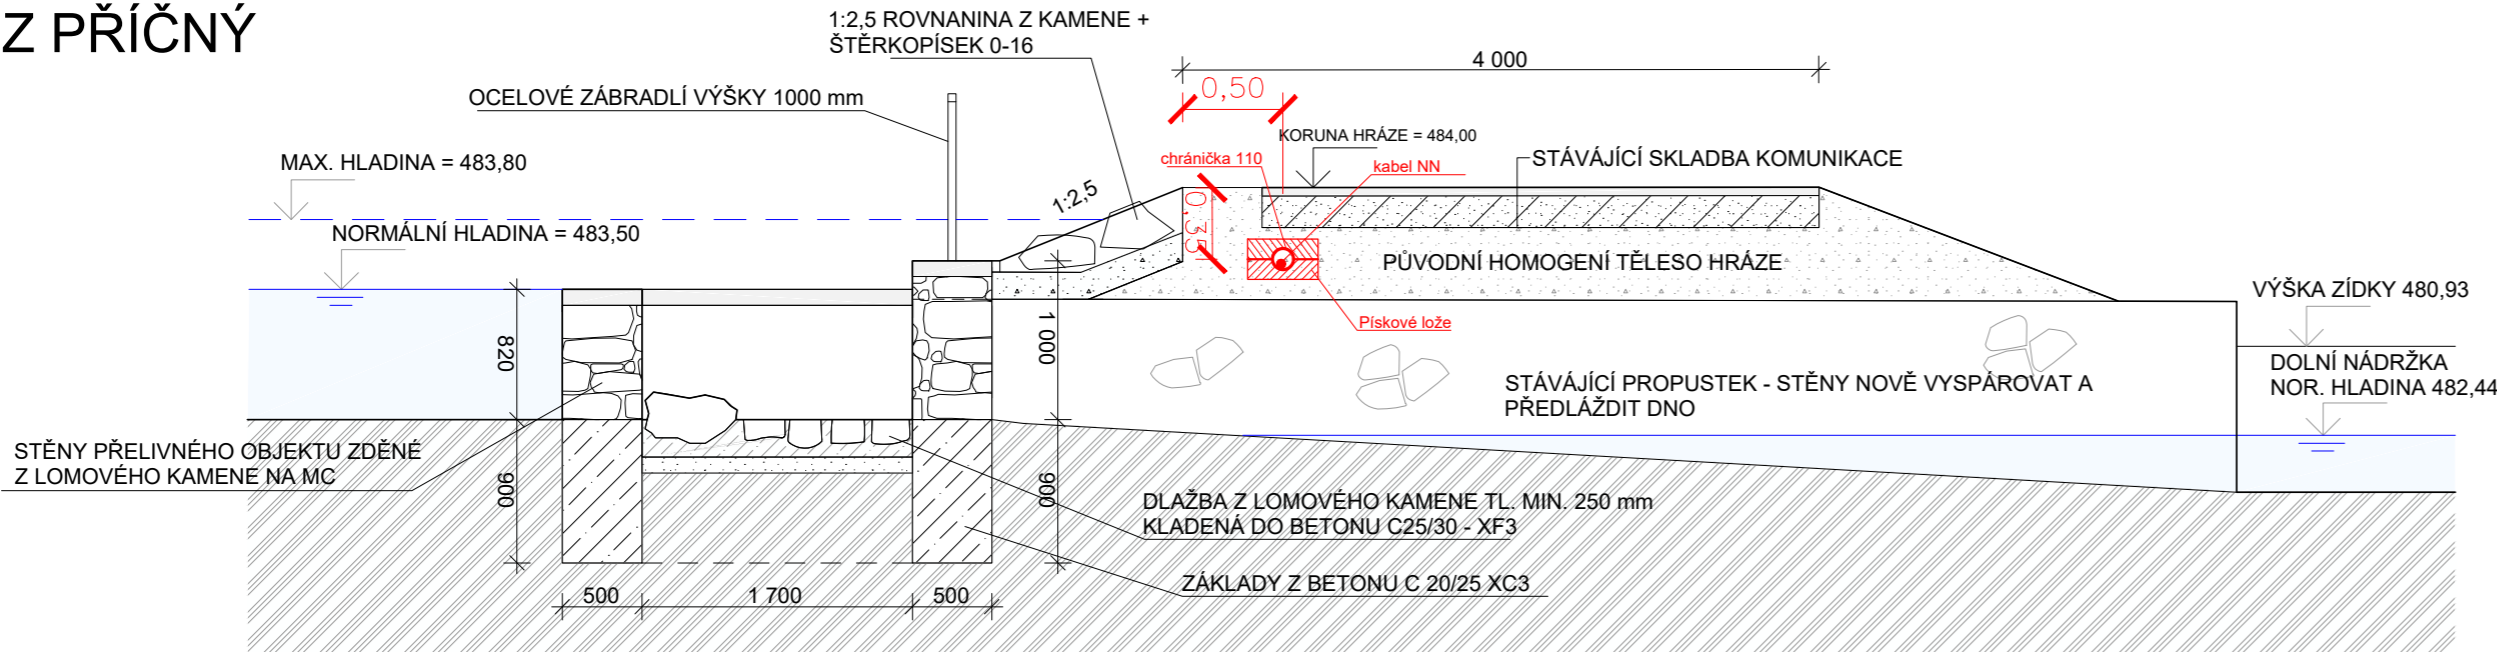 Z PŘÍČNÝ
1:2,5 ROVNANINA Z KAMENE +
ŠTĚRKOPÍSEK 0-16
4 000
0,50
OCELOVÉ ZÁBRADLÍ VÝŠKY 1000 mm
KORUNA HRÁZE = 484,00
MAX. HLADINA = 483,80
chránička 110
kabel NN
STÁVÁJÍCÍ SKLADBA KOMUNIKACE
1:2,5
0,35
NORMÁLNÍ HLADINA = 483,50
PŮVODNÍ HOMOGENÍ TĚLESO HRÁZE
VÝŠKA ZÍDKY 480,93
Pískové lože
820
1 000
DOLNÍ NÁDRŽKA
NOR. HLADINA 482,44
STÁVÁJÍCÍ PROPUSTEK - STĚNY NOVĚ VYSPÁROVAT A
PŘEDLÁŽDIT DNO
STĚNY PŘELIVNÉHO OBJEKTU ZDĚNÉ
Z LOMOVÉHO KAMENE NA MC
900
900
DLAŽBA Z LOMOVÉHO KAMENE TL. MIN. 250 mm
KLADENÁ DO BETONU C25/30 - XF3
ZÁKLADY Z BETONU C 20/25 XC3
500
1 700
500